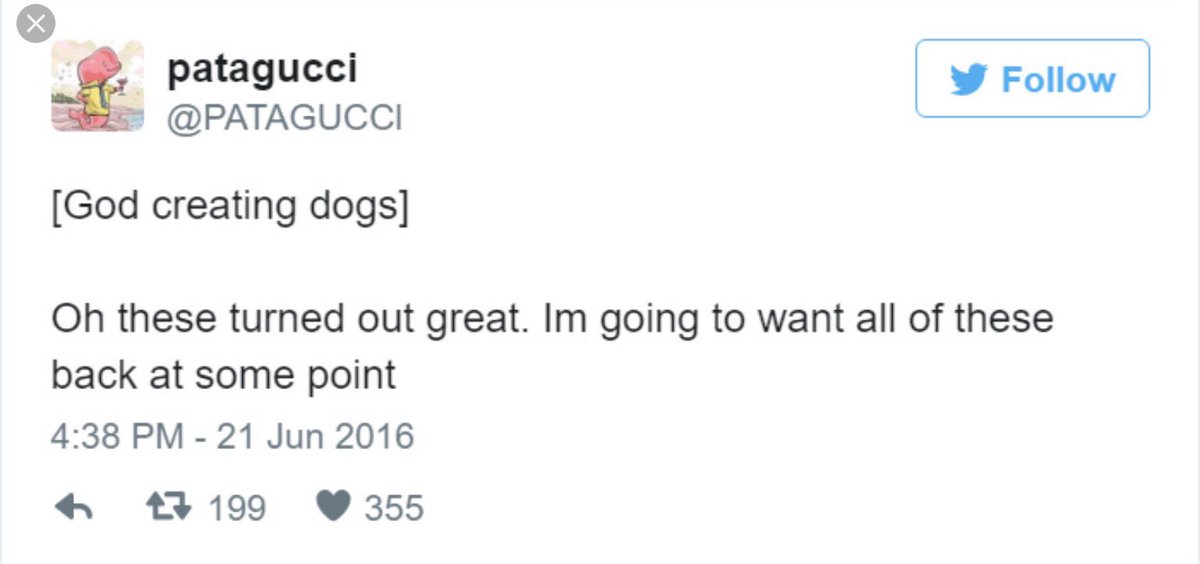 patagucci
@PATAGUCCI
Follow
[God creating dogs]
Oh these turned out great. Im going to want all of these
back at some point
4:38 PM - 21 Jun 2016
199 355